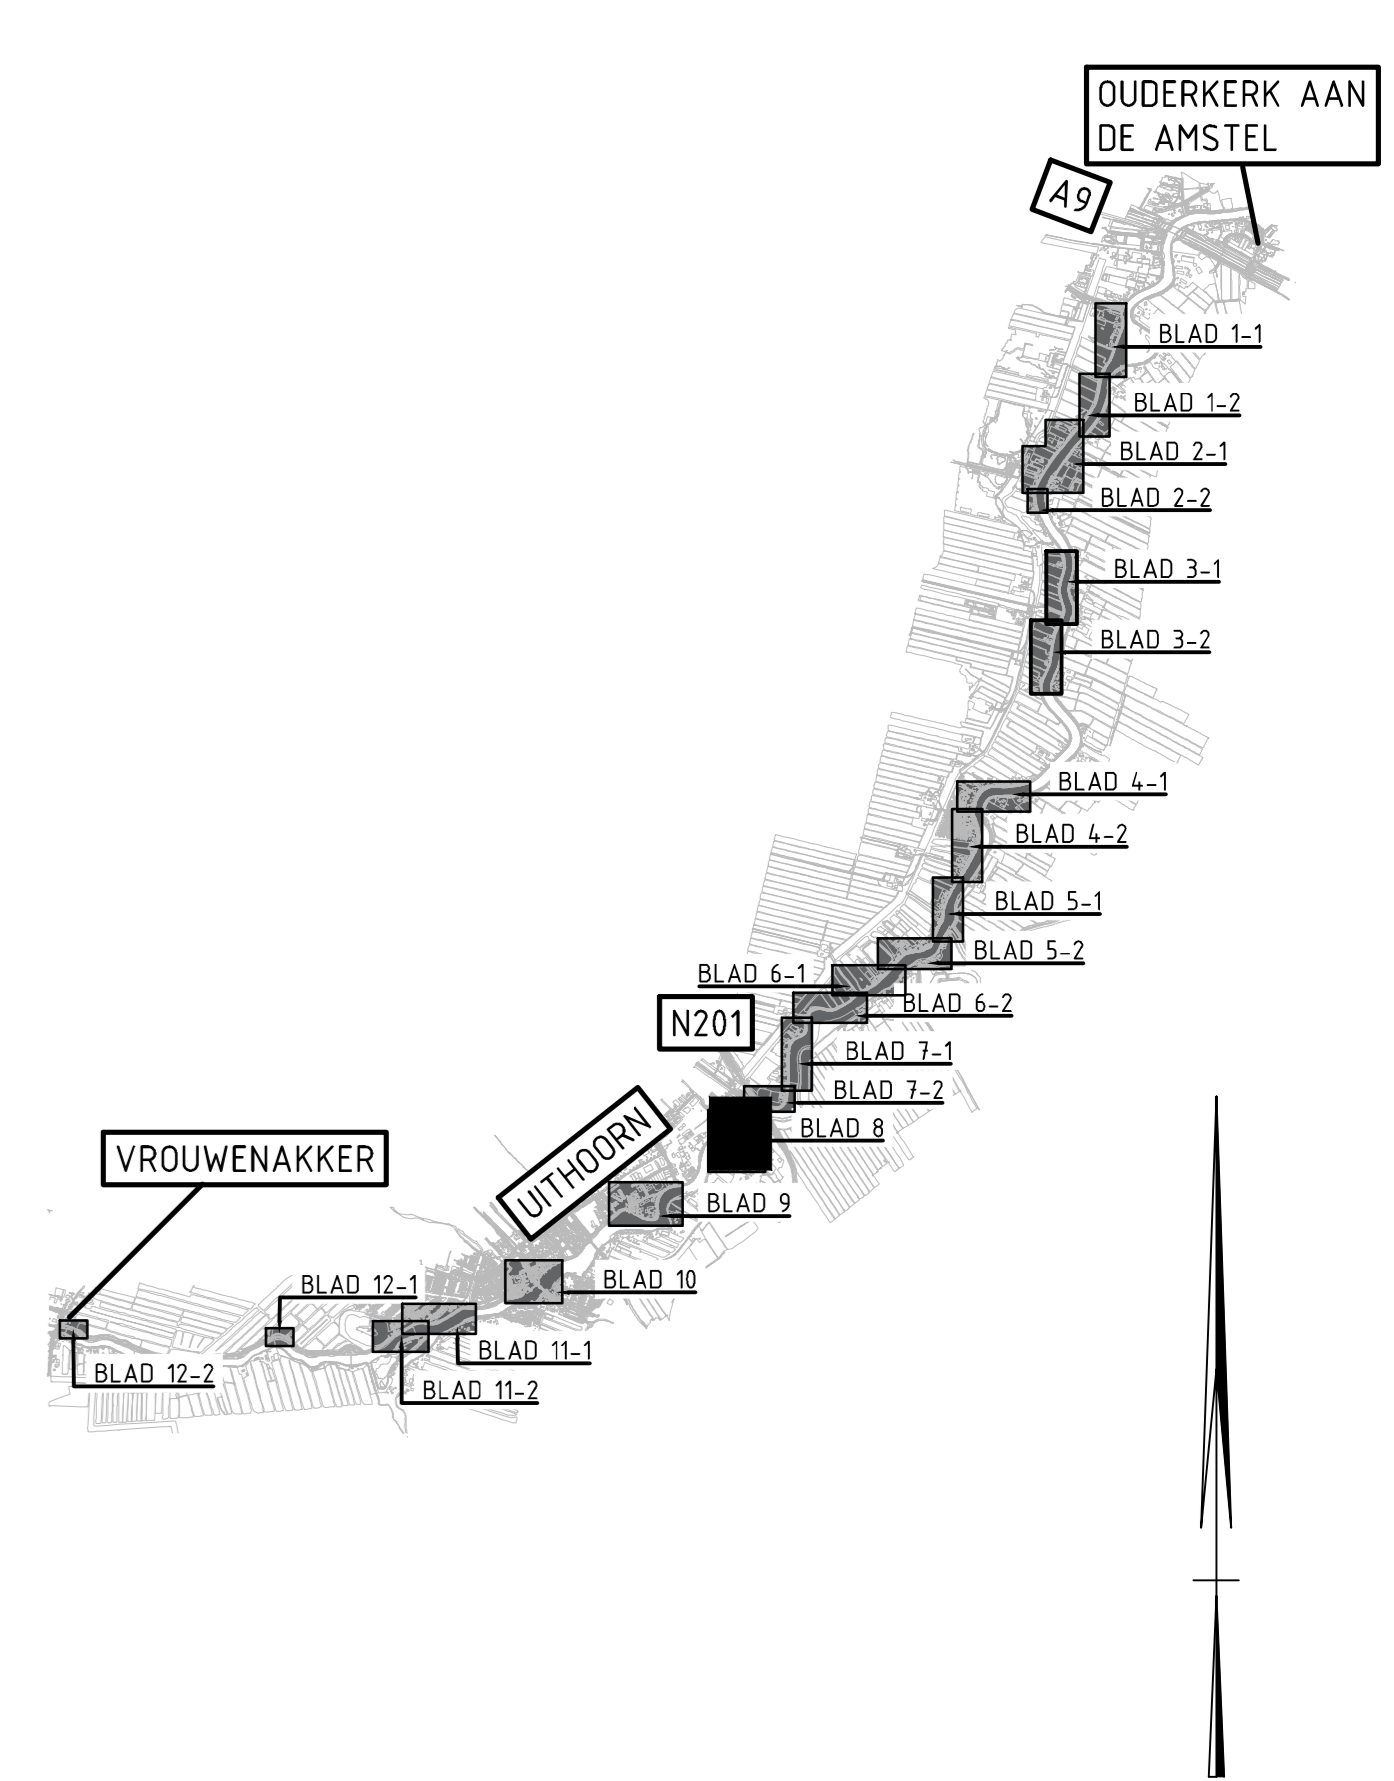 OUDERKERK AAN
DE AMSTEL
A9
BLAD 1-1
BLAD 1-2
BLAD 2-1
BLAD 2-2
BLAD 3-1
BLAD 3-2
BLAD 4-1
BLAD 4-2
BLAD 5-1
BLAD 5-2
BLAD 6-1
BLAD 6-2
N201
BLAD 7-1
BLAD 7-2
BLAD 8
UITHOORN
VROUWENAKKER
BLAD 9
BLAD 10
BLAD 12-1
BLAD 11-1
BLAD 12-2
BLAD 11-2